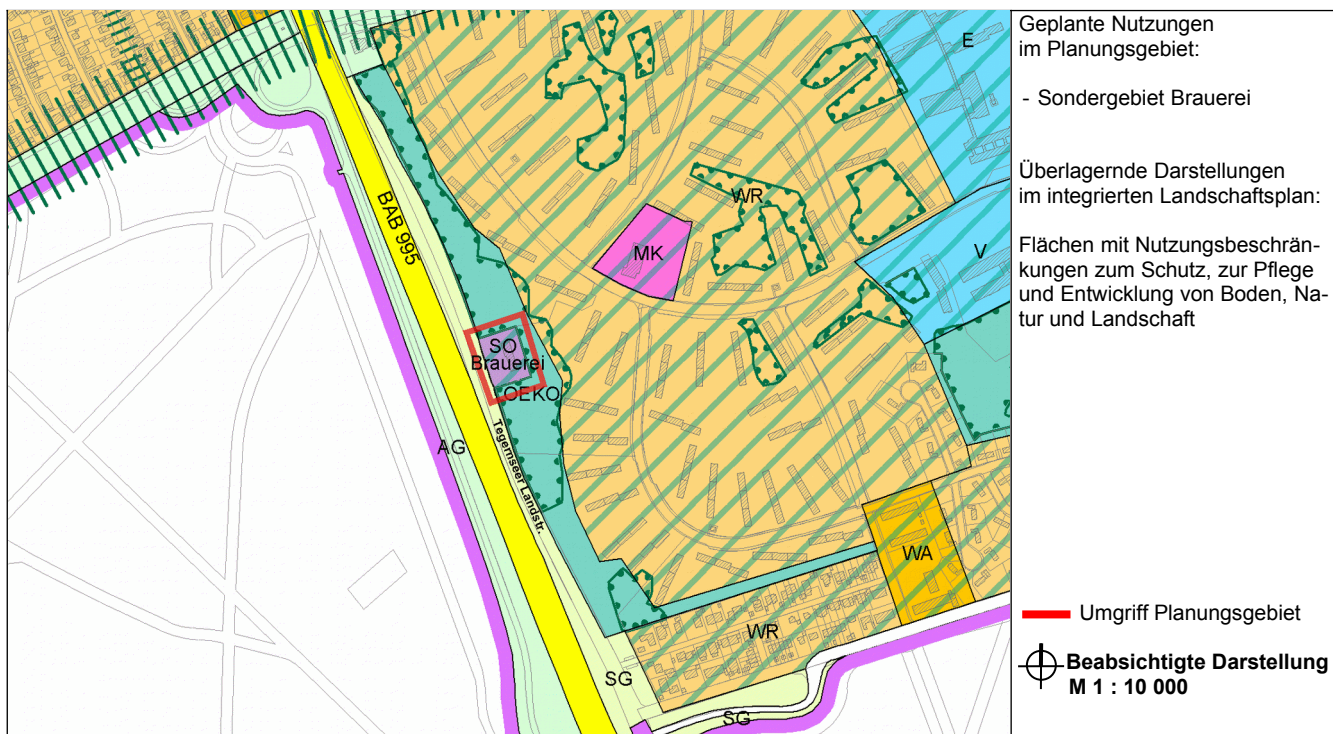 E
BAB 995
WR
MK
V
SO
Brauerei
OEKO
AG
Tegernseer Landstr.
WA
WR
SG
SG
Geplante Nutzungen
im Planungsgebiet:
- Sondergebiet Brauerei
Überlagernde Darstellungen
im integrierten Landschaftsplan:
Flächen mit Nutzungsbeschrän-
kungen zum Schutz, zur Pflege
und Entwicklung von Boden, Na-
tur und Landschaft
Umgriff Planungsgebiet
Beabsichtigte Darstellung
M 1 : 10 000